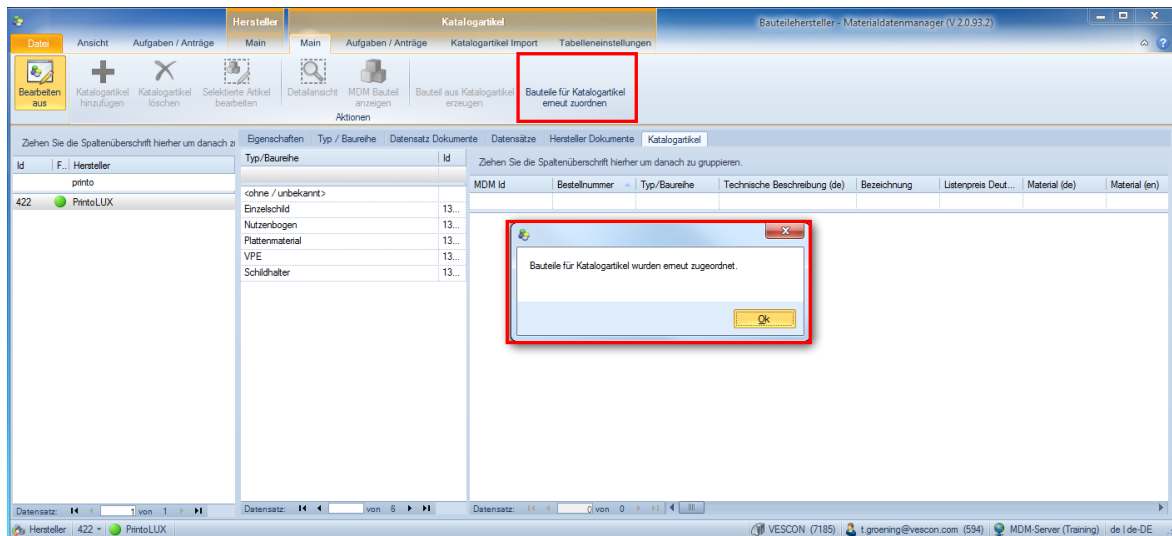 Hersteller
Katalogartikel
Bauteilehersteller - Materialdatenmanager (V 2.0.93.2)
Datei Ansicht Aufgaben / Anträge Main Main Aufgaben / Anträge Katalogartikel Import Tabelleneinstellungen
Bearbeiten aus
Katalogartikel hinzufügen
Katalogartikel löschen
Selektierte Artikel bearbeiten
Detailansicht
MDM Bauteil anzeigen
Bauteil aus Katalogartikel erzeugen
Bauteile für Katalogartikel erneut zuordnen
Aktionen
Ziehen Sie die Spaltenüberschrift hierher um danach z
Id F.. Hersteller
printo
422 PrintoLUX
Datensatz: 1 von 1
Eigenschaften Typ / Baureihe Datensatz Dokumente Datensätze Hersteller Dokumente Katalogartikel
Typ/Baureihe Id
<ohne / unbekannt>
Einzelschild 13...
Nutzenbogen 13...
Plattenmaterial 13...
VPE 13...
Schildhalter 13...
Datensatz: von 6
Ziehen Sie die Spaltenüberschrift hierher um danach zu gruppieren.
MDM Id Bestellnummer Typ/Baureihe Technische Beschreibung (de) Bezeichnung Listenpreis Deut... Material (de) Material (en)
Bauteile für Katalogartikel wurden erneut zugeordnet.
Ok
Datensatz: 0 von 0
Hersteller 422 PrintoLUX
VESCON (7185) t.groening@vescon.com (594) MDM-Server (Training) de | de-DE